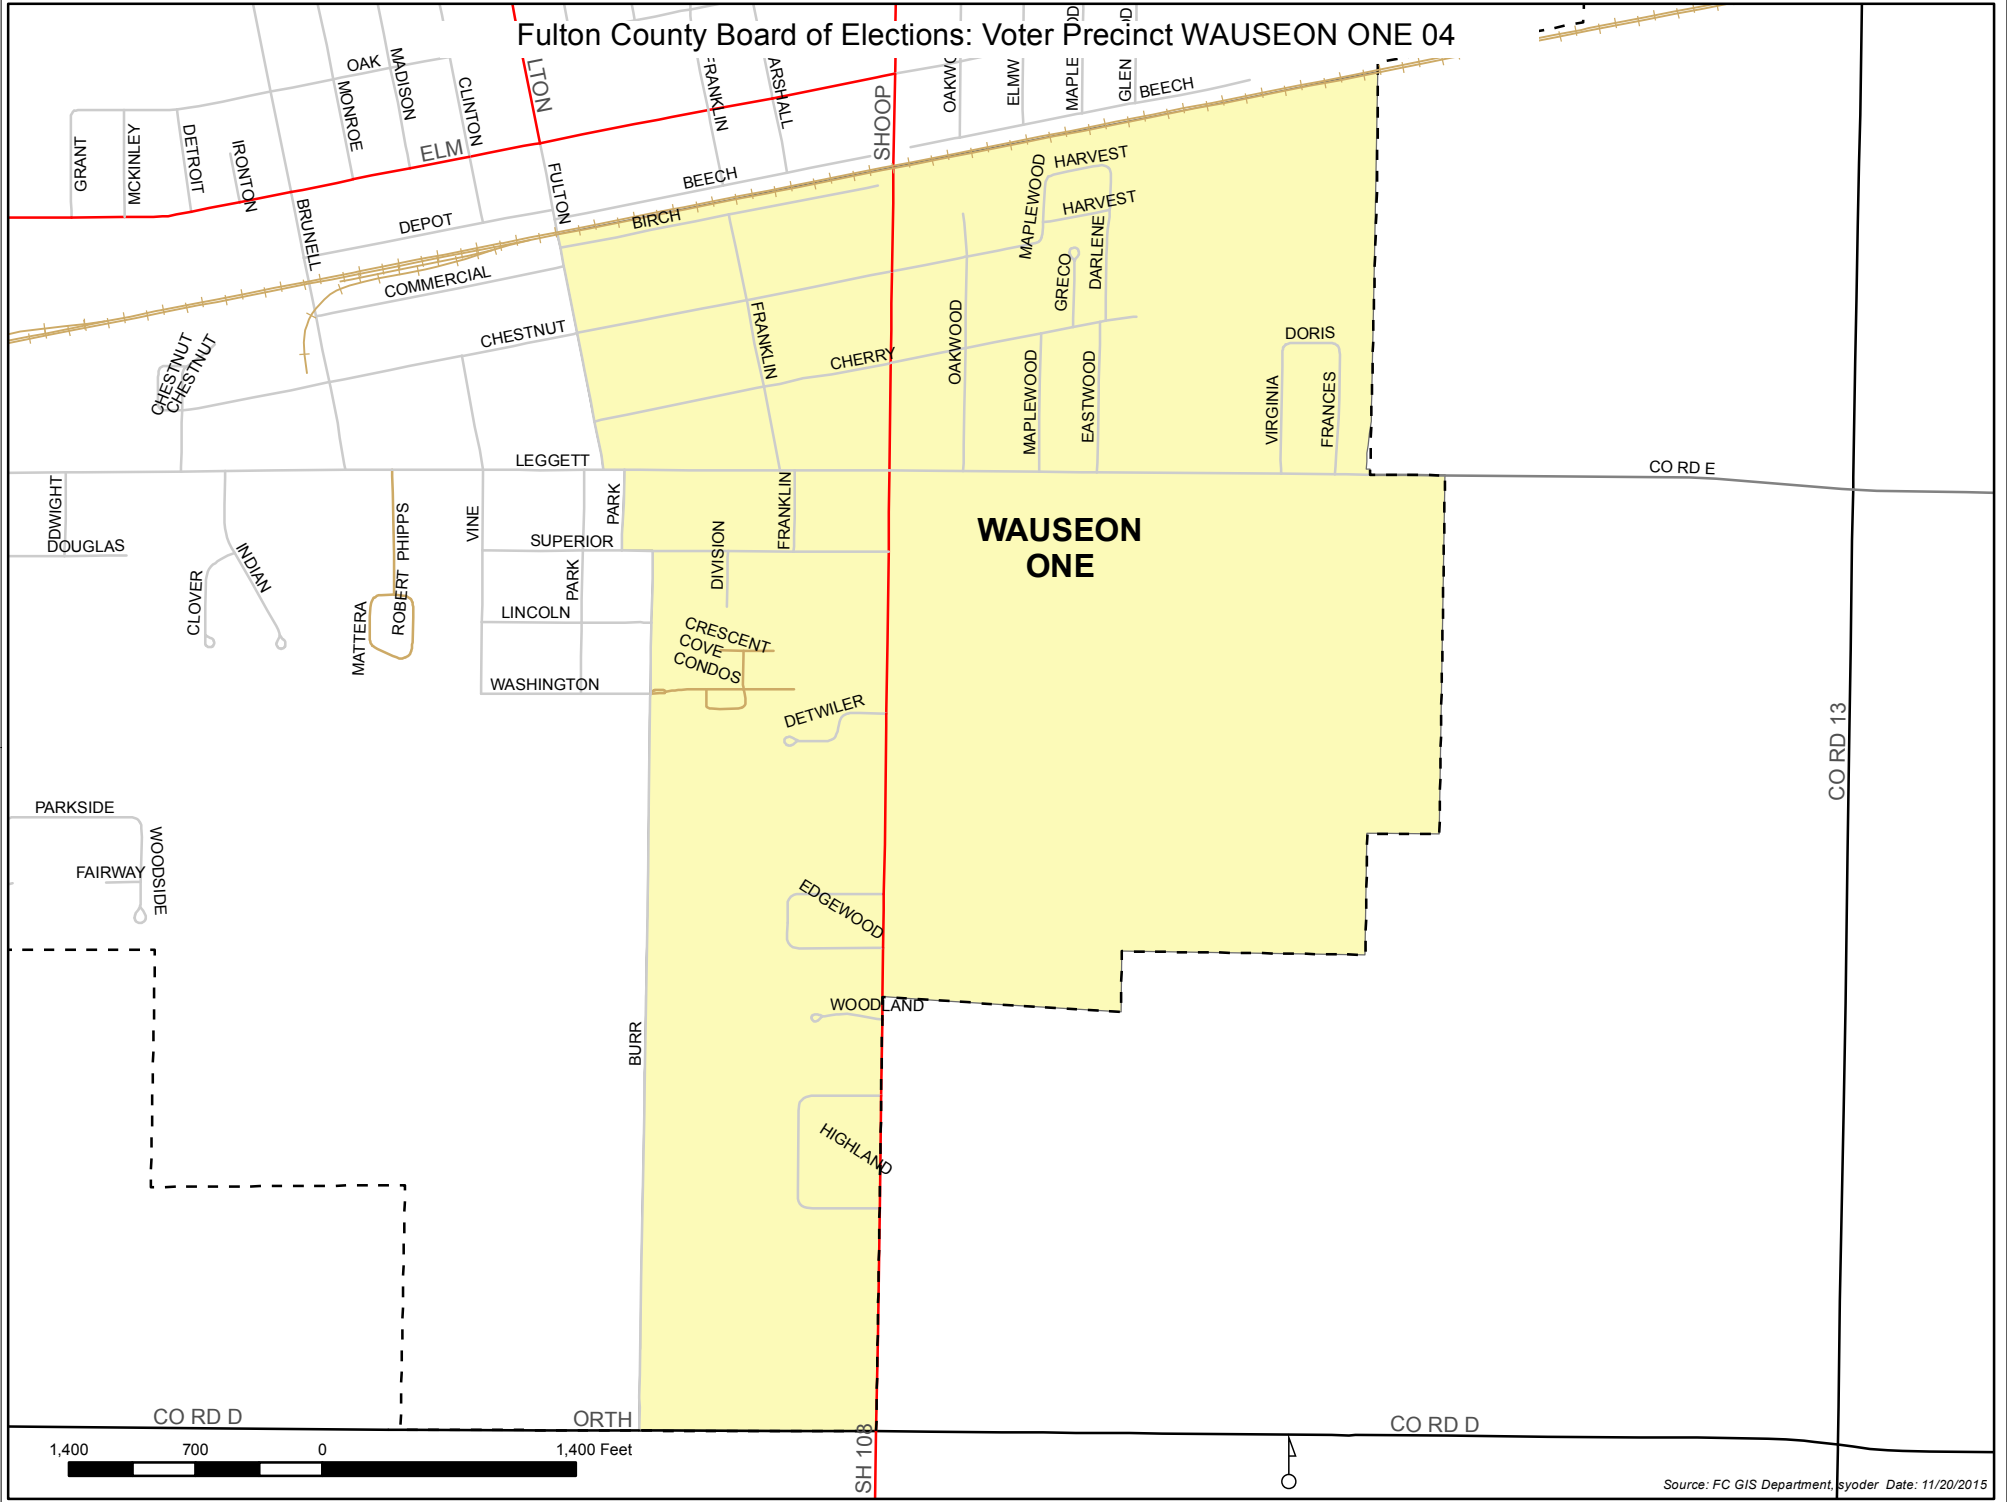 Fulton County Board of Elections: Voter Precinct WAUSEON ONE 04
OAK
MADISON
MONROE
CLINTON
LTON
FRANKLIN
ARSHALL
SHOOP
OAKWO
ELMW
MAPLE
OD
GLEN
OD
BEECH
GRANT
MCKINLEY
DETROIT
IRONTON
ELM
FULTON
BEECH
BRUNELL
DEPOT
BIRCH
COMMERCIAL
CHESTNUT
CHESTNUT
CHESTNUT
FRANKLIN
CHERRY
MAPLEWOOD
HARVEST
HARVEST
DARLENE
GRECO
OAKWOOD
MAPLEWOOD
EASTWOOD
DORIS
VIRGINIA
FRANCES
LEGGETT
CO RD E
DWIGHT
DOUGLAS
CLOVER
INDIAN
MATTERA
ROBERT PHIPPS
VINE
PARK
SUPERIOR
PARK
LINCOLN
WASHINGTON
DIVISION
FRANKLIN
CRESCENT
COVE
CONDOS
DETWILER
WAUSEON
ONE
CO RD 13
PARKSIDE
WOODSIDE
FAIRWAY
EDGEWOOD
WOODLAND
BURR
HIGHLAND
CO RD D
ORTH
CO RD D
SH 108
1,400 700 0 1,400 Feet
Source: FC GIS Department, syoder Date: 11/20/2015